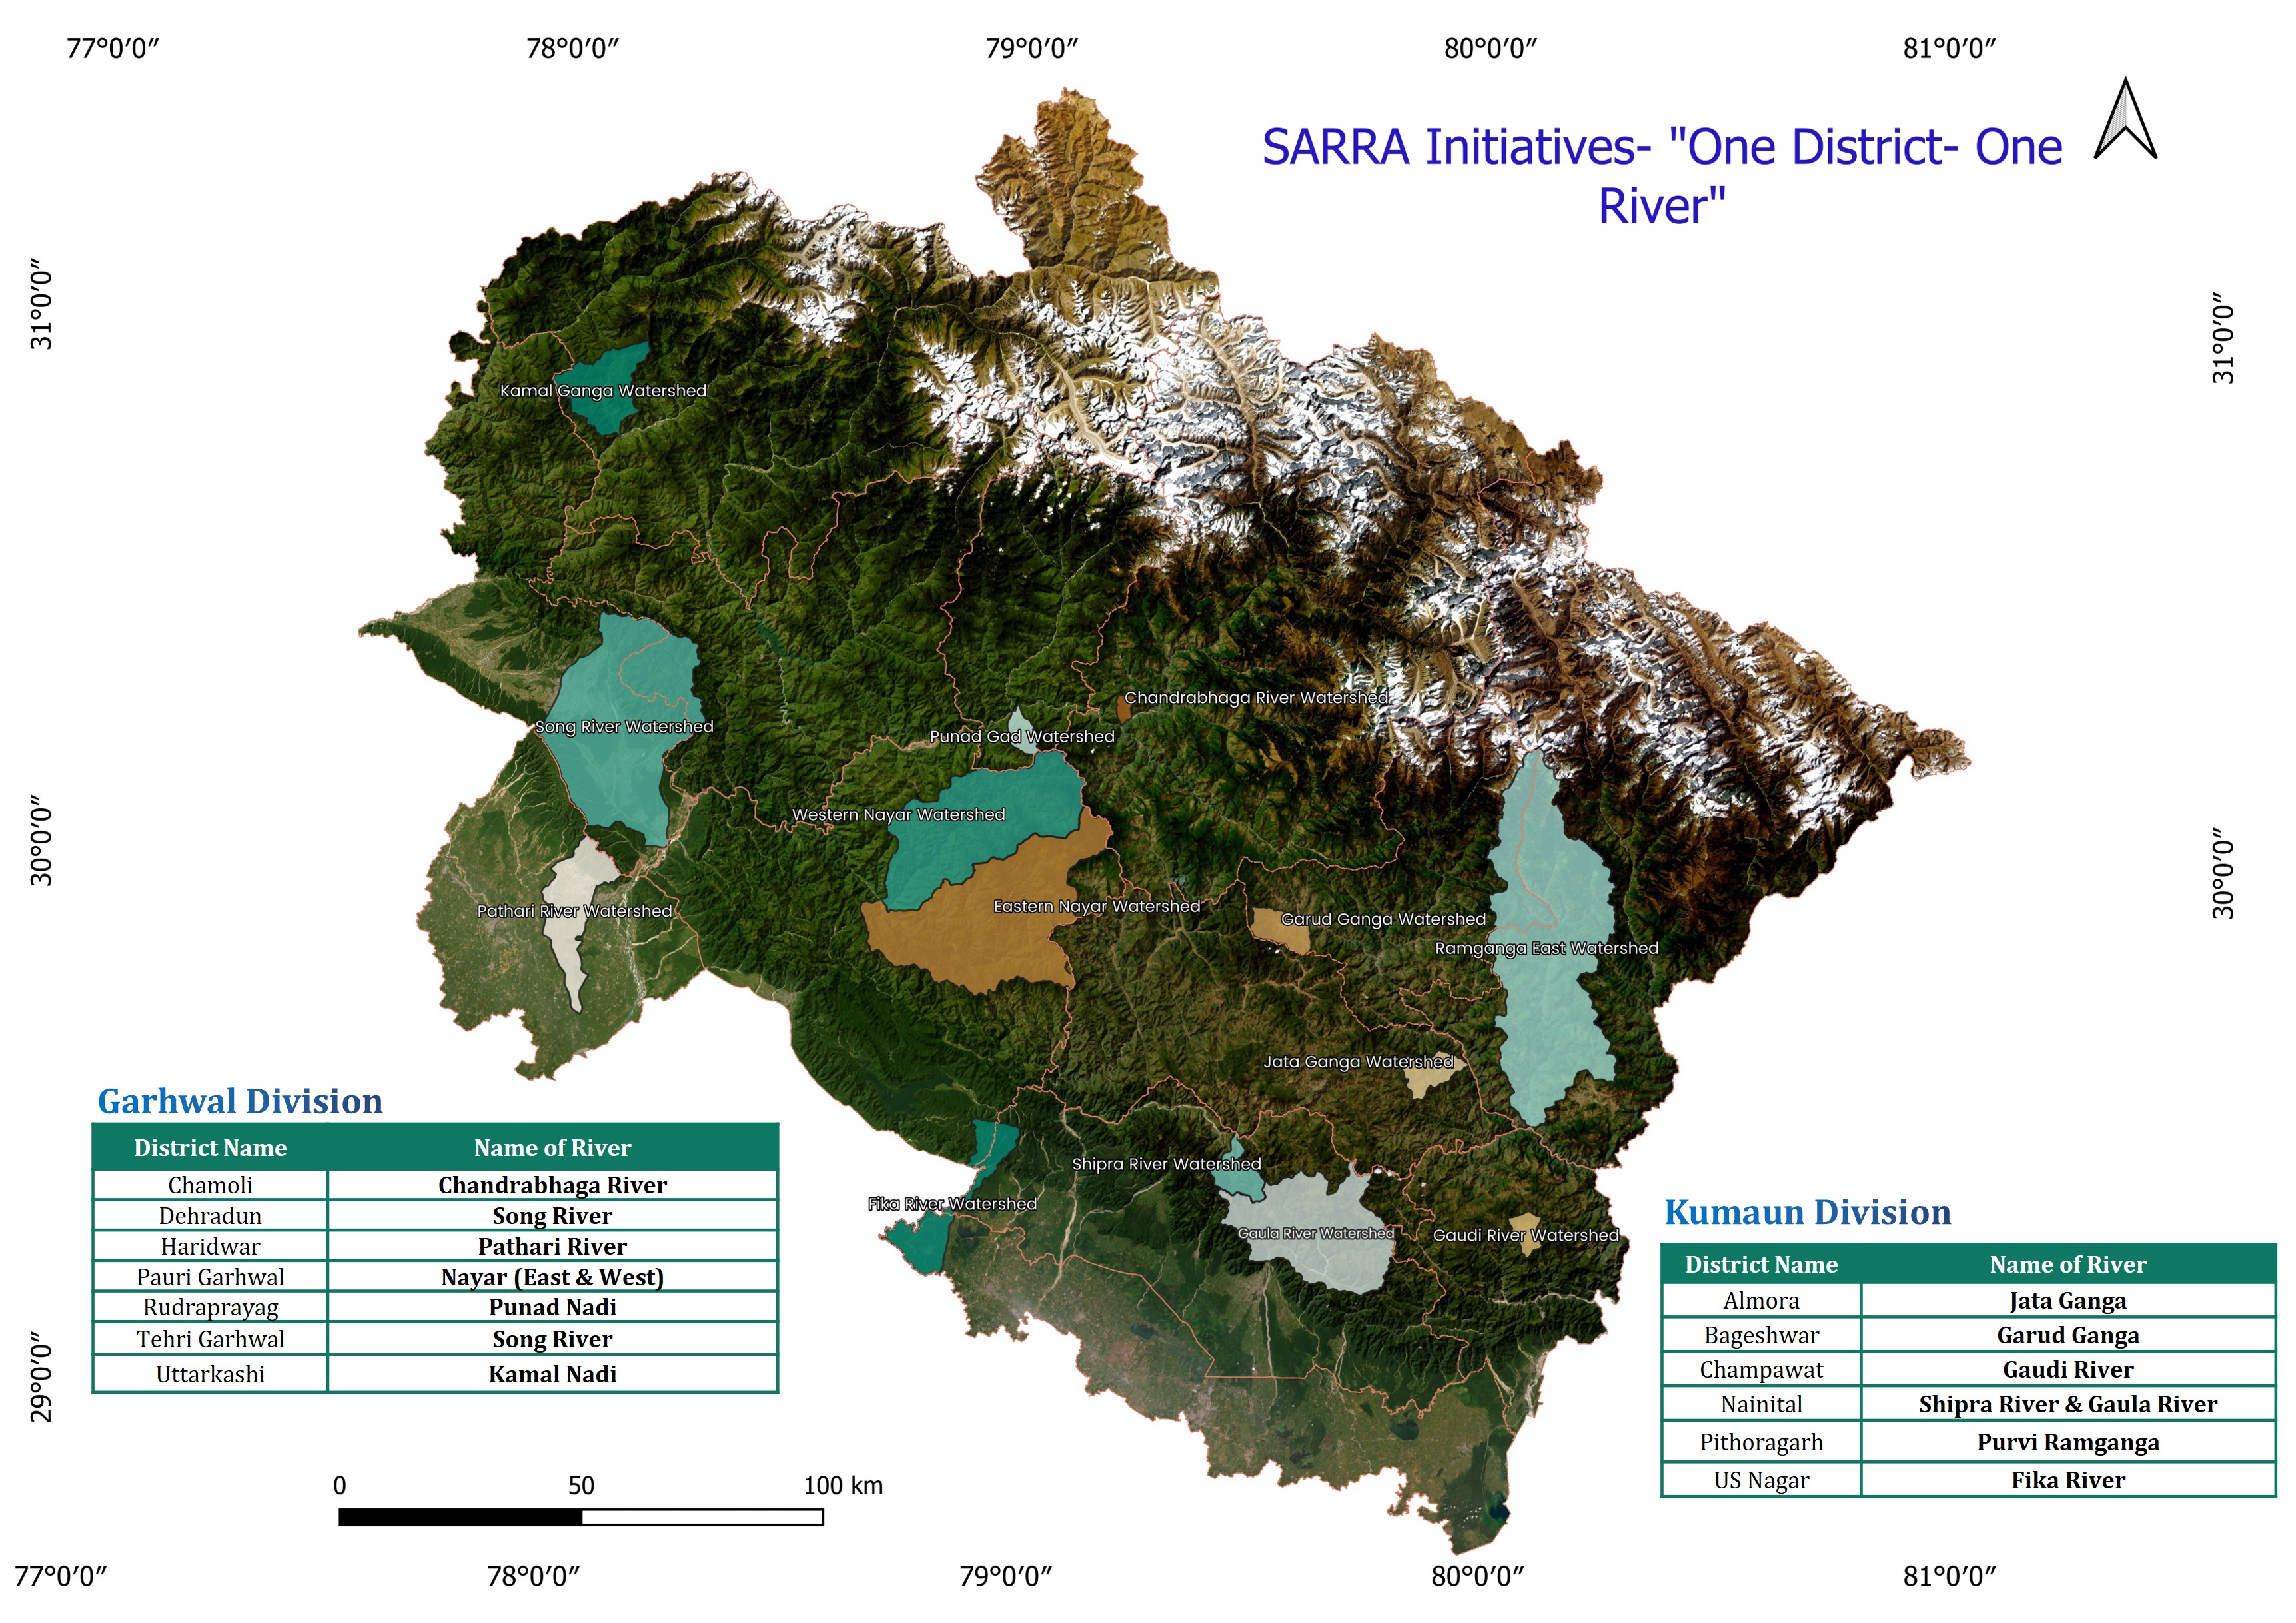 77°0′0″ 78°0′0″ 79°0′0″ 80°0′0″ 81°0′0″
SARRA Initiatives- "One District- One
River"
31°0′0″
31°0′0″
Kamal Ganga Watershed
Chandrabhaga River Watershed
Song River Watershed
Punad Gad Watershed
Western Nayar Watershed
30°0′0″
30°0′0″
Eastern Nayar Watershed
Pathari River Watershed
Garud Ganga Watershed
Ramganga East Watershed
Jata Ganga Watershed
Shipra River Watershed
Fika River Watershed
Gaula River Watershed
Gaudi River Watershed
Garhwal Division
District Name Name of River
Chamoli Chandrabhaga River
Dehradun Song River
Haridwar Pathari River
Pauri Garhwal Nayar (East & West)
Rudraprayag Punad Nadi
Tehri Garhwal Song River
Uttarkashi Kamal Nadi
Kumaun Division
District Name Name of River
Almora Jata Ganga
Bageshwar Garud Ganga
Champawat Gaudi River
Nainital Shipra River & Gaula River
Pithoragarh Purvi Ramganga
US Nagar Fika River
29°0′0″
0 50 100 km
77°0′0″ 78°0′0″ 79°0′0″ 80°0′0″ 81°0′0″